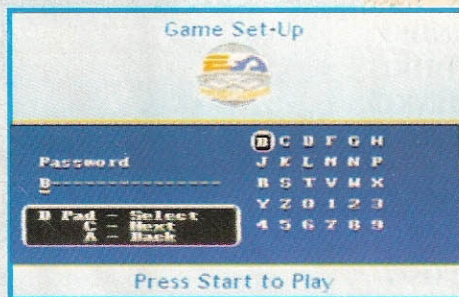 Game Set-Up
EA
B C D F G H
Password
J K L M N P
B--------------
R S T V W X
D Pad - Select
Y Z 0 1 2 3
C - Next
4 5 6 7 8 9
A - Back
Press Start to Play